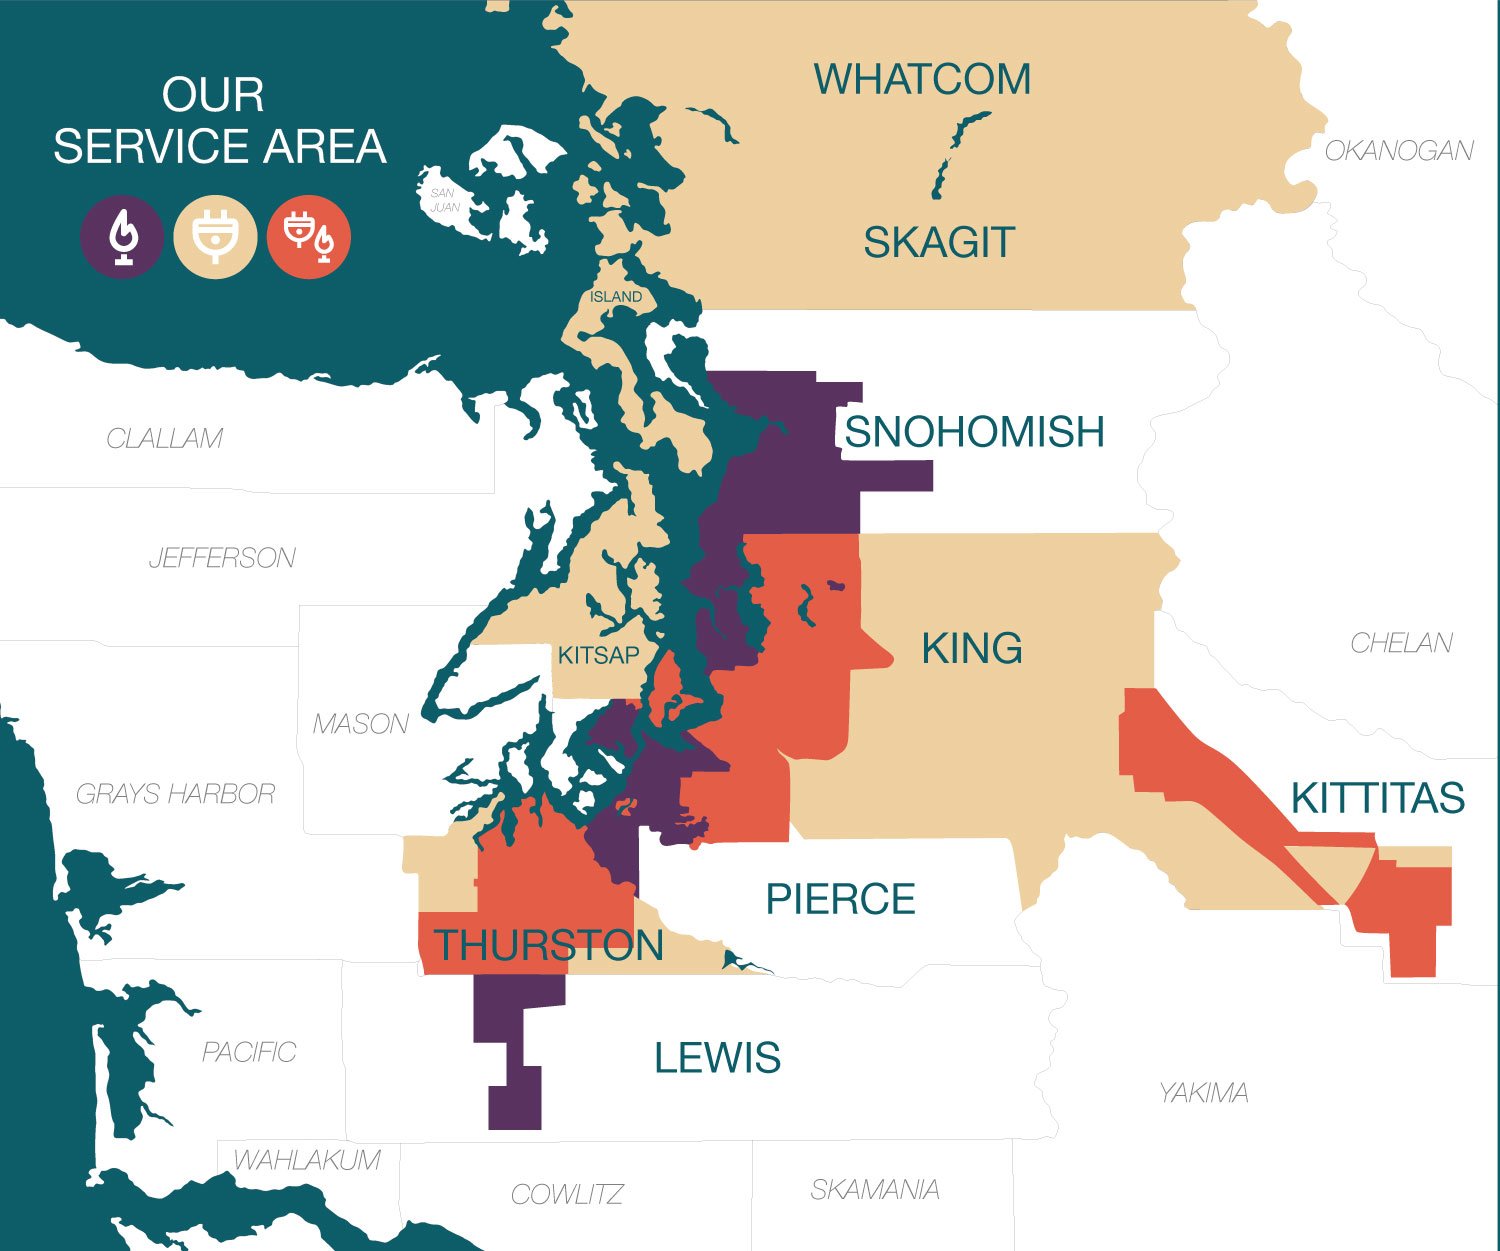 OUR
SERVICE AREA
WHATCOM
OKANOGAN
SAN
JUAN
SKAGIT
ISLAND
CLALLAM
SNOHOMISH
JEFFERSON
KITSAP
KING
CHELAN
MASON
GRAYS HARBOR
KITTITAS
PIERCE
THURSTON
PACIFIC
LEWIS
YAKIMA
WAHLAKUM
COWLITZ
SKAMANIA